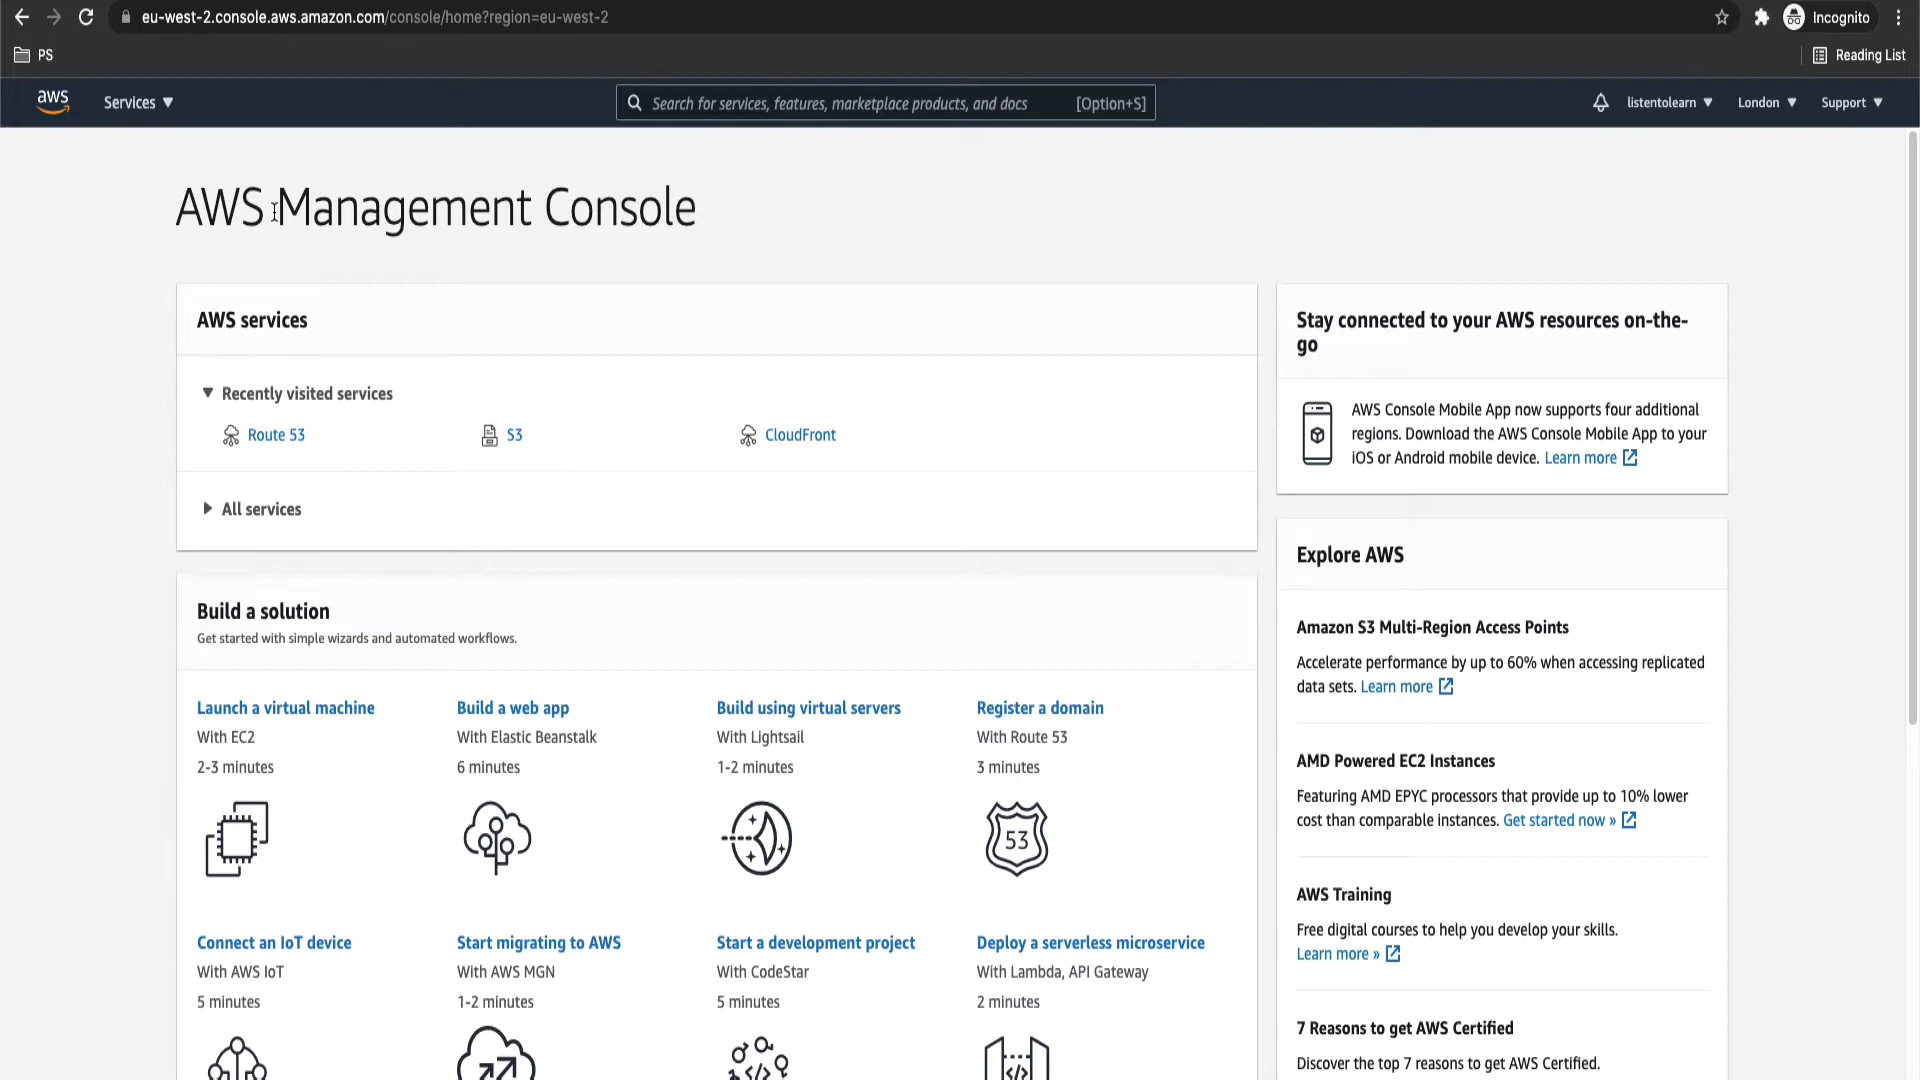 eu-west-2.console.aws.amazon.com/console/home?region=eu-west-2
Incognito
PS
Reading List
aws
Services ▼
Search for services, features, marketplace products, and docs
[Option+S]
listentolearn ▼
London ▼
Support ▼
AWS Management Console
AWS services
Recently visited services
Route 53
S3
CloudFront
All services
Build a solution
Get started with simple wizards and automated workflows.
Launch a virtual machine
With EC2
2-3 minutes
Build a web app
With Elastic Beanstalk
6 minutes
Build using virtual servers
With Lightsail
1-2 minutes
Register a domain
With Route 53
3 minutes
53
Connect an IoT device
With AWS IoT
5 minutes
Start migrating to AWS
With AWS MGN
1-2 minutes
Start a development project
With CodeStar
5 minutes
Deploy a serverless microservice
With Lambda, API Gateway
2 minutes
Stay connected to your AWS resources on-the-
go
AWS Console Mobile App now supports four additional
regions. Download the AWS Console Mobile App to your
iOS or Android mobile device. Learn more
Explore AWS
Amazon S3 Multi-Region Access Points
Accelerate performance by up to 60% when accessing replicated
data sets. Learn more
AMD Powered EC2 Instances
Featuring AMD EPYC processors that provide up to 10% lower
cost than comparable instances. Get started now »
AWS Training
Free digital courses to help you develop your skills.
Learn more »
7 Reasons to get AWS Certified
Discover the top 7 reasons to get AWS Certified.